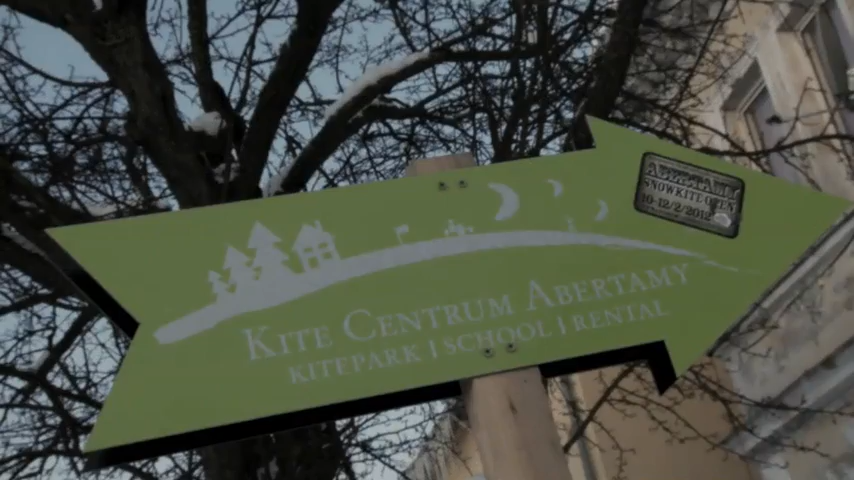 ABERTAMY
SNOWKITE OPEN
10-12/2/2012
KITE CENTRUM ABERTAMY
KITEPARK | SCHOOL | RENTAL